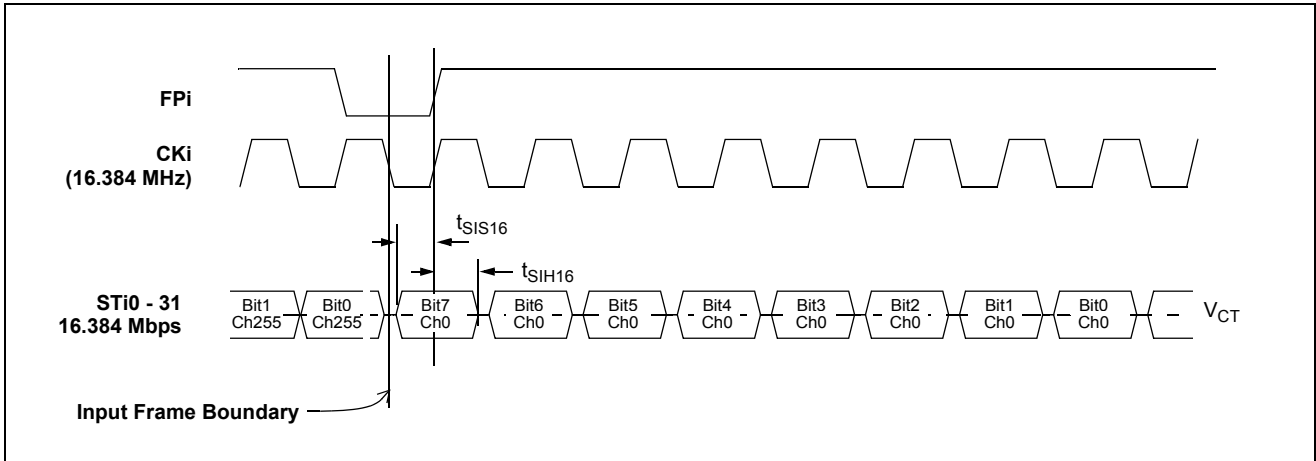 FPi
CKi
(16.384 MHz)
tSIS16
tSIH16
STi0 - 31
16.384 Mbps
Bit1
Ch255
Bit0
Ch255
Bit7
Ch0
Bit6
Ch0
Bit5
Ch0
Bit4
Ch0
Bit3
Ch0
Bit2
Ch0
Bit1
Ch0
Bit0
Ch0
VCT
Input Frame Boundary